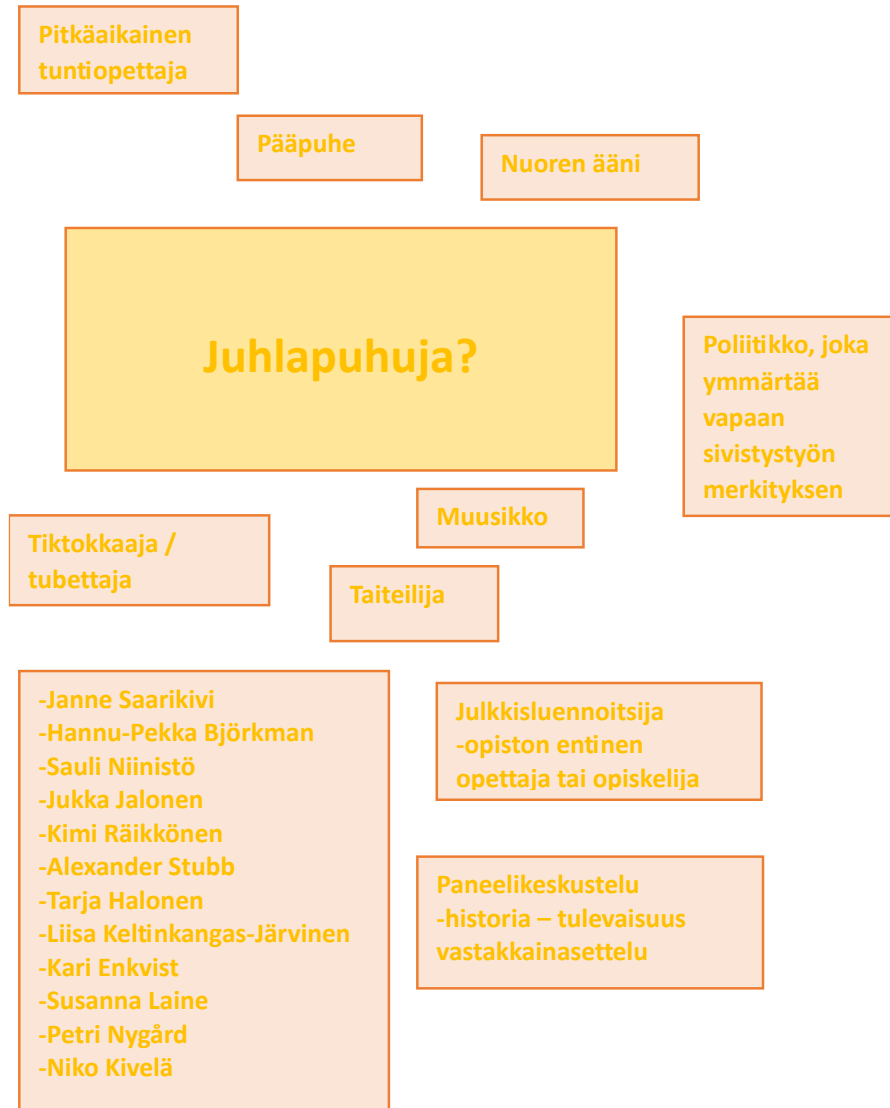 Pitkäaikainen
tuntiopettaja
Pääpuhe
Nuoren ääni
Juhlapuhuja?
Poliitikko, joka
ymmärtää
vapaan
sivistystyön
merkityksen
Muusikko
Tiktokkaaja /
tubettaja
Taiteilija
-Janne Saarikivi
-Hannu-Pekka Björkman
-Sauli Niinistö
-Jukka Jalonen
-Kimi Räikkönen
-Alexander Stubb
-Tarja Halonen
-Liisa Keltinkangas-Järvinen
-Kari Enkvist
-Susanna Laine
-Petri Nygård
-Niko Kivelä
Julkkisluennoitsija
-opiston entinen
opettaja tai opiskelija
Paneelikeskustelu
-historia – tulevaisuus
vastakkainasettelu